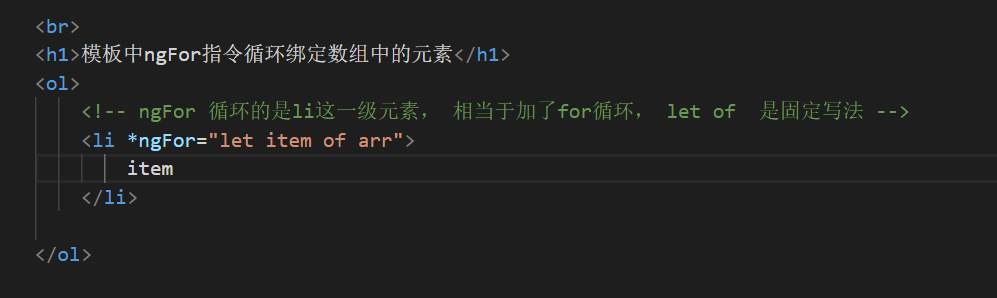 <br>
<h1>模板中ngFor指令循环绑定数组中的元素</h1>
<ol>
<!-- ngFor 循环的是li这一级元素， 相当于加了for循环， let of  是固定写法 -->
<li *ngFor="let item of arr">
item
</li>
</ol>